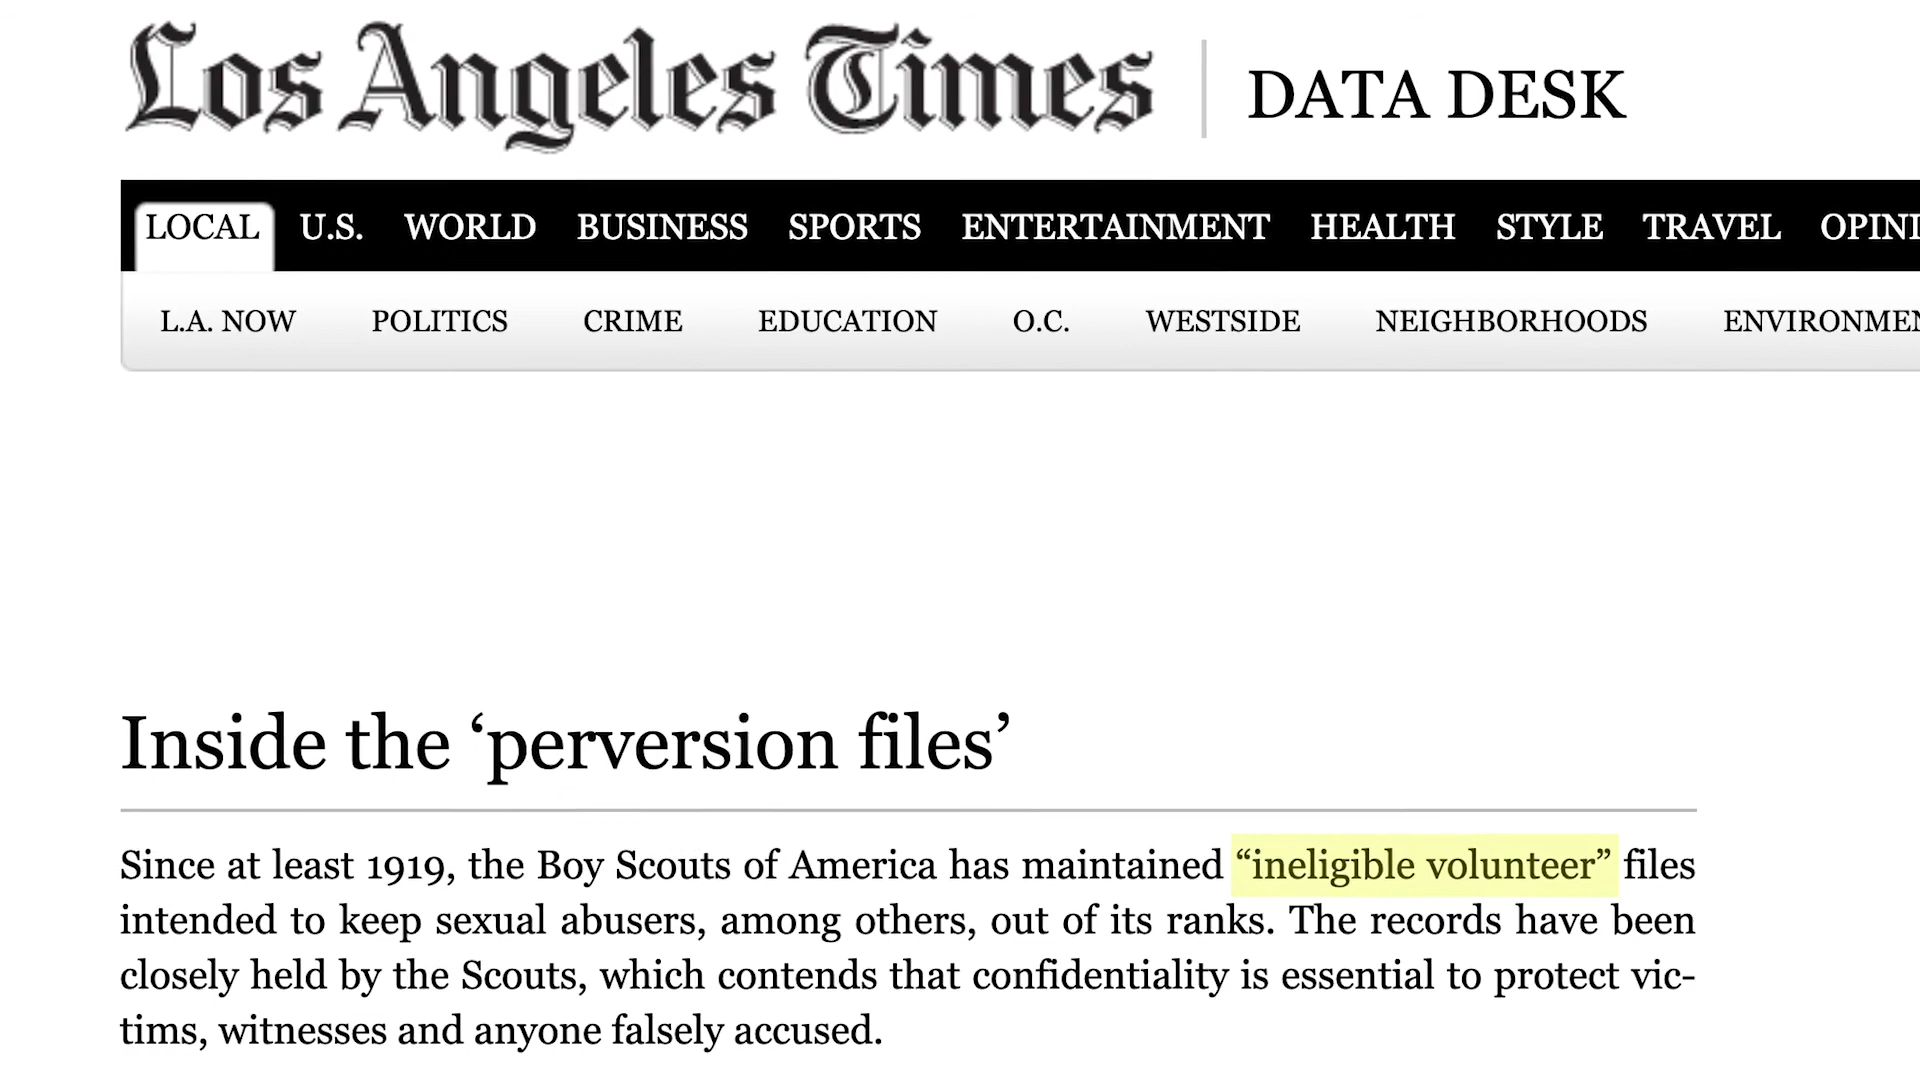 Los Angeles Times | DATA DESK
LOCAL U.S. WORLD BUSINESS SPORTS ENTERTAINMENT HEALTH STYLE TRAVEL OPINI
L.A. NOW POLITICS CRIME EDUCATION O.C. WESTSIDE NEIGHBORHOODS ENVIRONMEN
Inside the ‘perversion files’
Since at least 1919, the Boy Scouts of America has maintained “ineligible volunteer” files
intended to keep sexual abusers, among others, out of its ranks. The records have been
closely held by the Scouts, which contends that confidentiality is essential to protect vic-
tims, witnesses and anyone falsely accused.